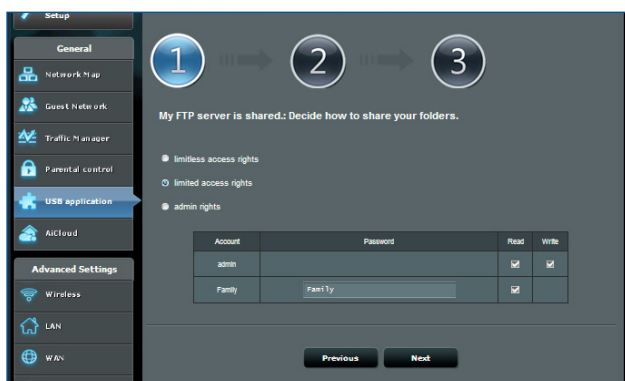 Setup
General
Network Map
Guest Network
Traffic Manager
Parental control
USB application
AiCloud
Advanced Settings
Wireless
LAN
WAN
1
2
3
My FTP server is shared.: Decide how to share your folders.
limitless access rights
limited access rights
admin rights
Account Password Read Write
admin
Family Family
Previous Next